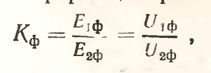 K_ф = E_1ф / E_2ф = U_1ф / U_2ф ,